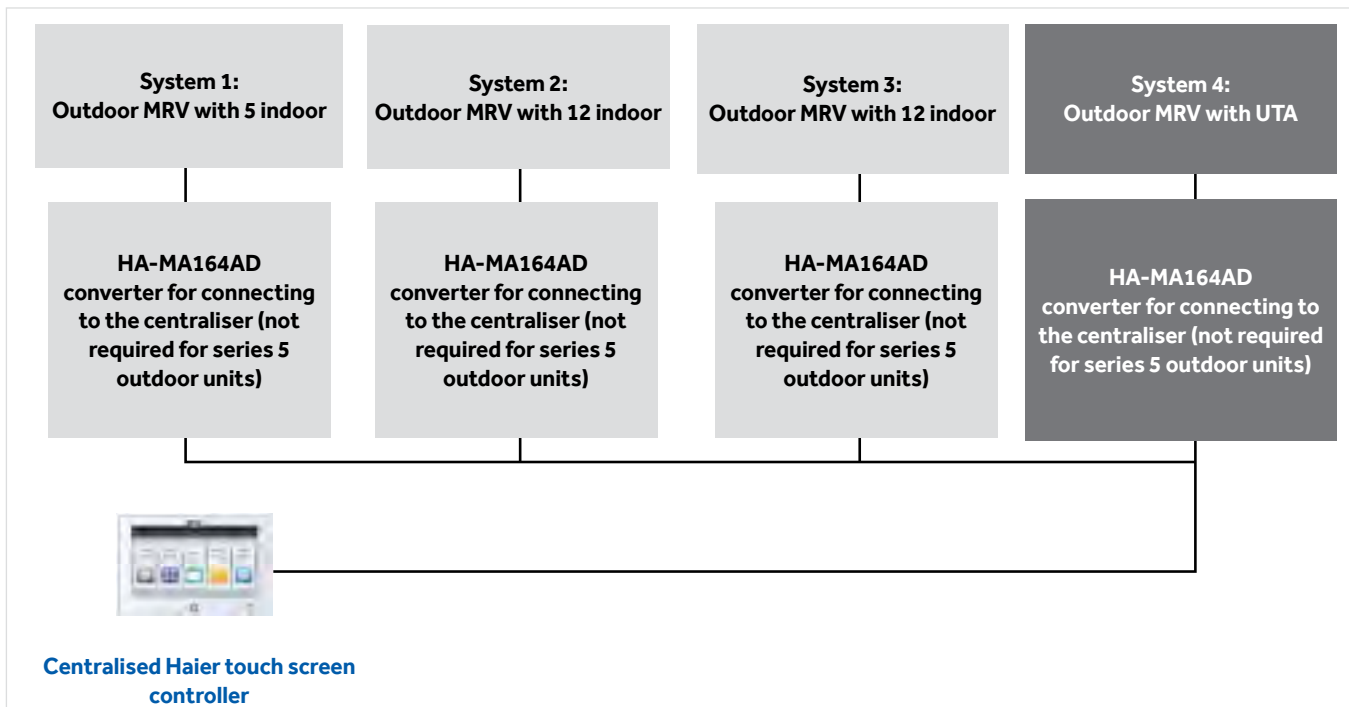 System 1:
Outdoor MRV with 5 indoor
System 2:
Outdoor MRV with 12 indoor
System 3:
Outdoor MRV with 12 indoor
System 4:
Outdoor MRV with UTA
HA-MA164AD
converter for connecting
to the centraliser (not
required for series 5
outdoor units)
HA-MA164AD
converter for connecting
to the centraliser (not
required for series 5
outdoor units)
HA-MA164AD
converter for connecting
to the centraliser (not
required for series 5
outdoor units)
HA-MA164AD
converter for connecting to
the centraliser (not required
for series 5 outdoor units)
Centralised Haier touch screen
controller